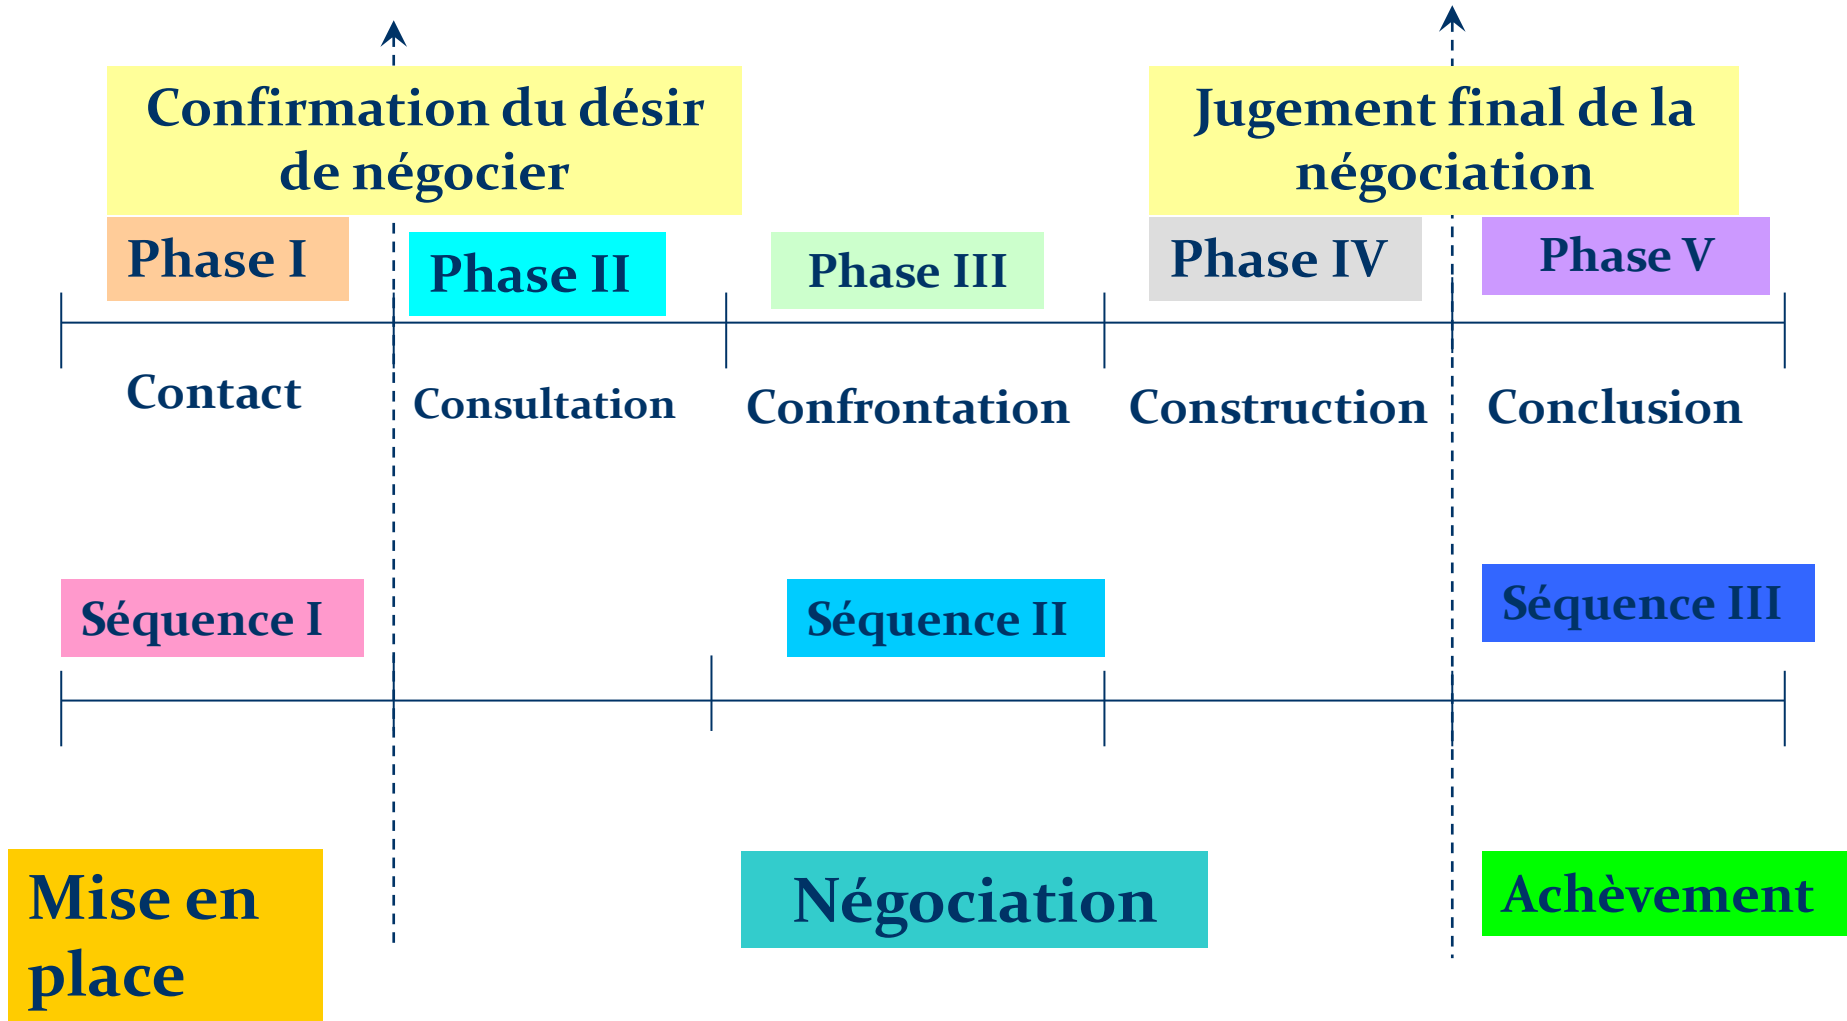 Confirmation du désir
de négocier
Jugement final de la
négociation
Phase I
Phase II
Phase III
Phase IV
Phase V
Contact
Consultation
Confrontation
Construction
Conclusion
Séquence I
Séquence II
Séquence III
Mise en
place
Négociation
Achèvement